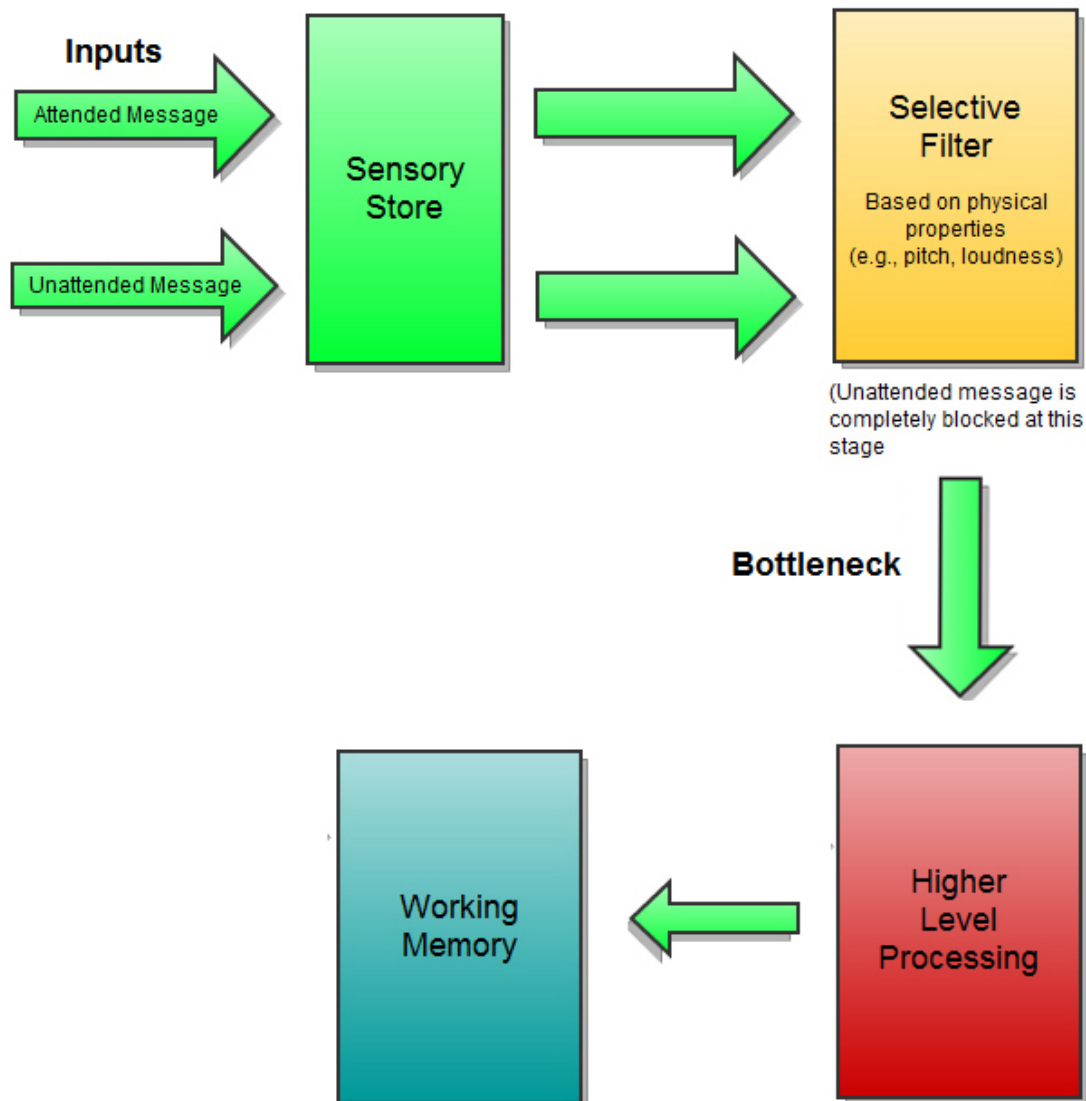 Inputs
Attended Message
Unattended Message
Sensory
Store
Selective
Filter
Based on physical
properties
(e.g., pitch, loudness)
(Unattended message is
completely blocked at this
stage
Bottleneck
Working
Memory
Higher
Level
Processing